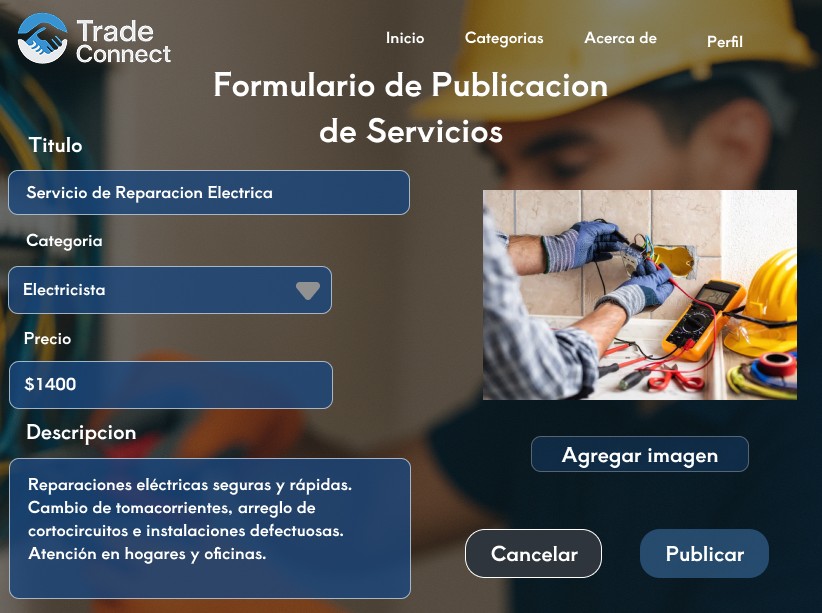 Trade
Connect
Inicio
Categorias
Acerca de
Perfil
Formulario de Publicacion
de Servicios
Titulo
Servicio de Reparacion Electrica
Categoria
Electricista
Precio
$1400
Descripcion
Reparaciones eléctricas seguras y rápidas.
Cambio de tomacorrientes, arreglo de
cortocircuitos e instalaciones defectuosas.
Atención en hogares y oficinas.
Agregar imagen
Cancelar
Publicar